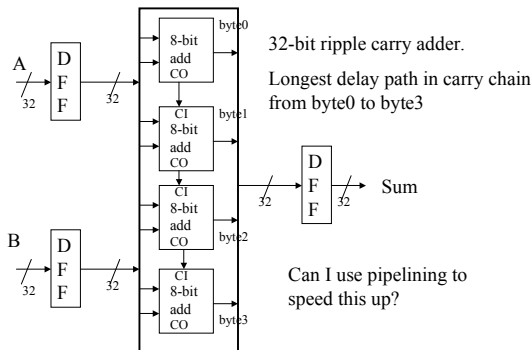 byte0
8-bit
add
CO
32-bit ripple carry adder.
Longest delay path in carry chain
from byte0 to byte3
A
32
D
F
F
32
byte1
CI
8-bit
add
CO
CI
8-bit
add
CO
byte2
32
D
F
F
32
Sum
B
32
D
F
F
32
CI
8-bit
add
CO
byte3
Can I use pipelining to
speed this up?